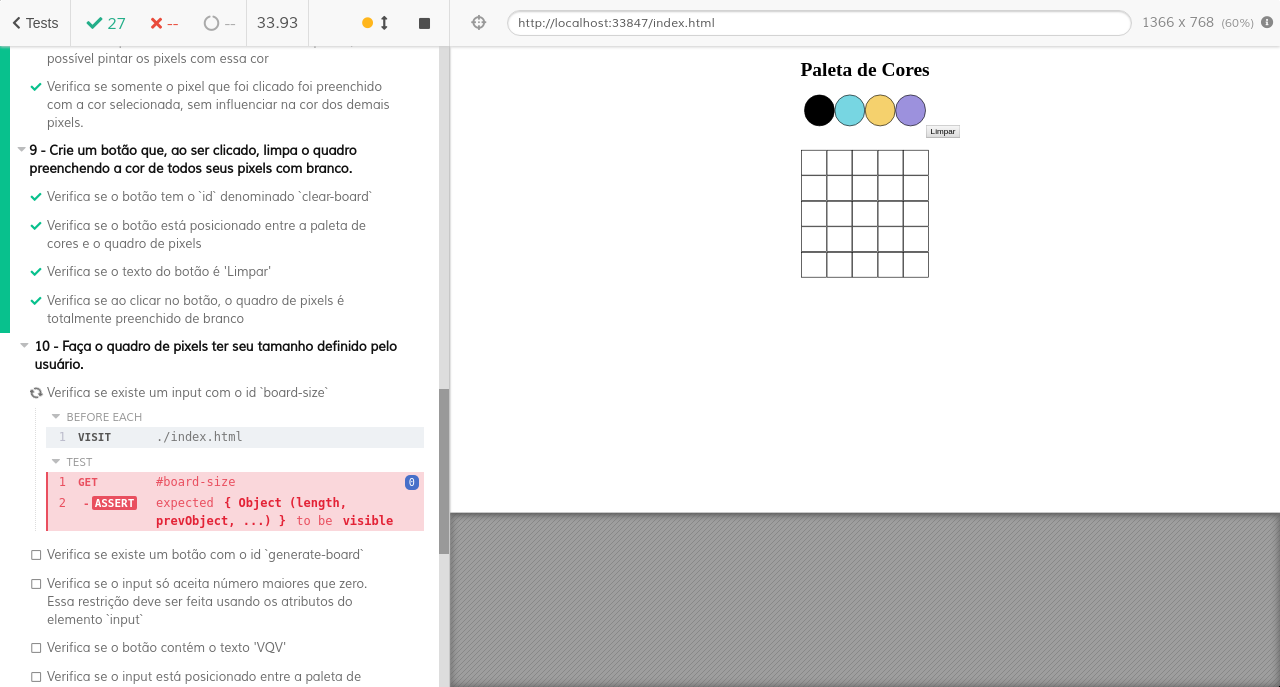 Tests 27 -- -- 33.93
http://localhost:33847/index.html 1366 x 768 (60%)
possível pintar os pixels com essa cor
Verifica se somente o pixel que foi clicado foi preenchido
com a cor selecionada, sem influenciar na cor dos demais
pixels.
9 - Crie um botão que, ao ser clicado, limpa o quadro
preenchendo a cor de todos seus pixels com branco.
Verifica se o botão tem o `id` denominado `clear-board`
Verifica se o botão está posicionado entre a paleta de
cores e o quadro de pixels
Verifica se o texto do botão é 'Limpar'
Verifica se ao clicar no botão, o quadro de pixels é
totalmente preenchido de branco
10 - Faça o quadro de pixels ter seu tamanho definido pelo
usuário.
Verifica se existe um input com o id `board-size`
BEFORE EACH
1 VISIT ./index.html
TEST
1 GET #board-size 0
2 -ASSERT expected { Object (length,
prevObject, ...) } to be visible
Verifica se existe um botão com o id `generate-board`
Verifica se o input só aceita número maiores que zero.
Essa restrição deve ser feita usando os atributos do
elemento `input`
Verifica se o botão contém o texto 'VQV'
Verifica se o input está posicionado entre a paleta de
Paleta de Cores
Limpar